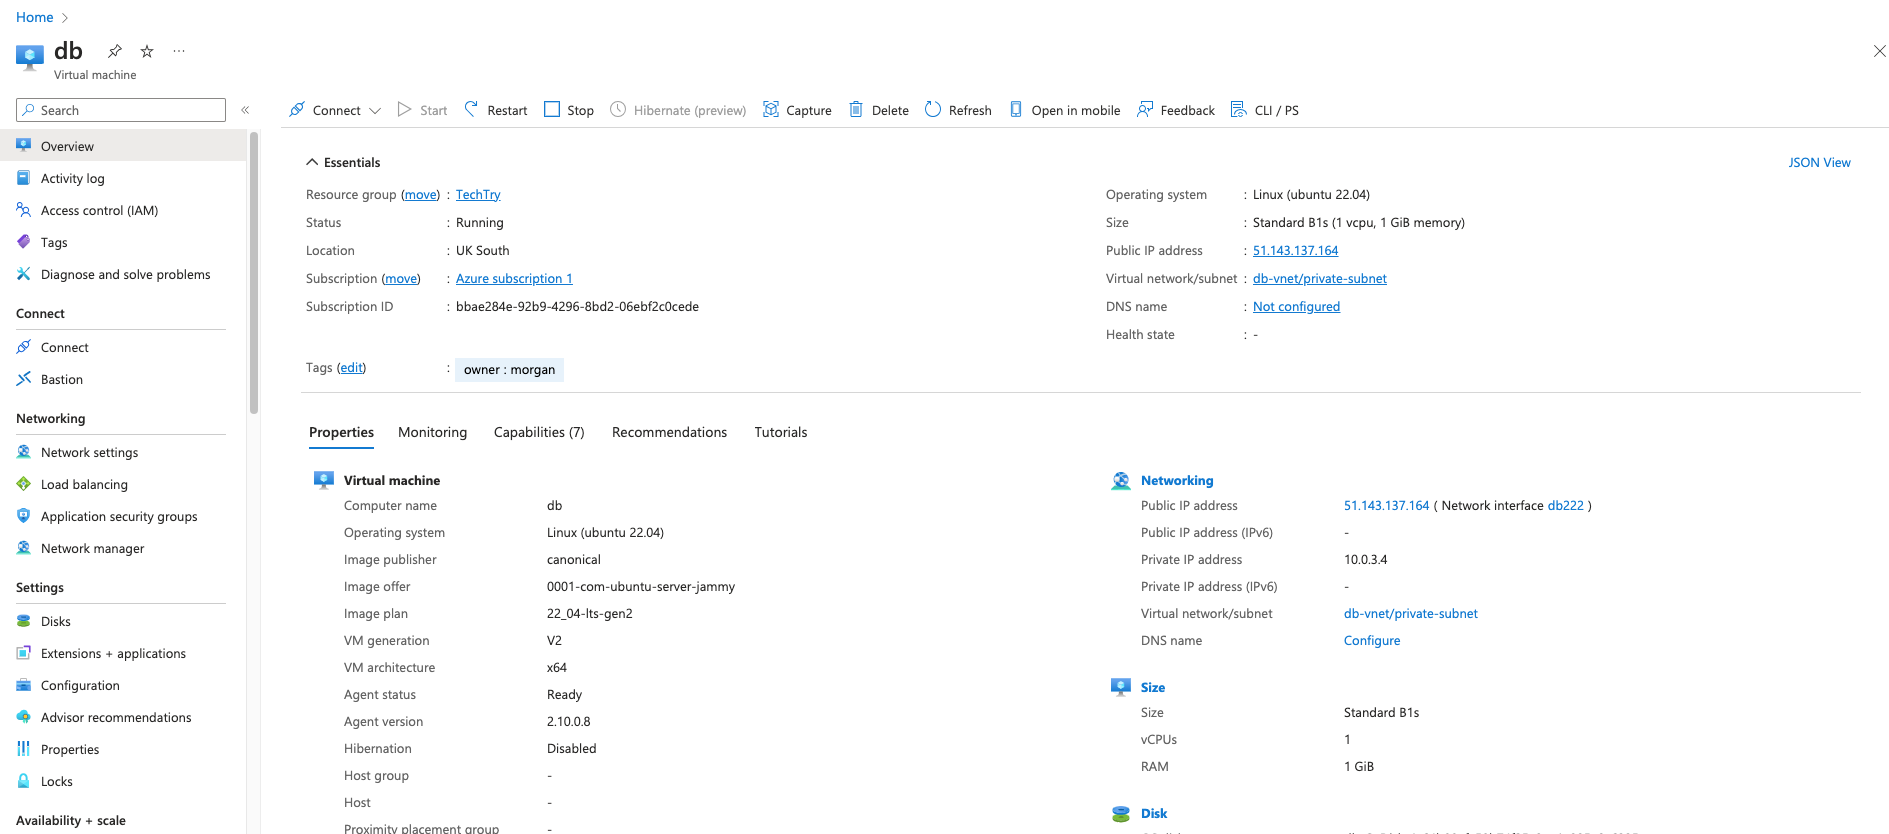 Home
db
Virtual machine
Search
Overview
Activity log
Access control (IAM)
Tags
Diagnose and solve problems
Connect
Connect
Bastion
Networking
Network settings
Load balancing
Application security groups
Network manager
Settings
Disks
Extensions + applications
Configuration
Advisor recommendations
Properties
Locks
Availability + scale
Connect Start Restart Stop Hibernate (preview) Capture Delete Refresh Open in mobile Feedback CLI / PS
Essentials
JSON View
Resource group (move) : TechTry
Status : Running
Location : UK South
Subscription (move) : Azure subscription 1
Subscription ID : bbae284e-92b9-4296-8bd2-06ebf2c0cede
Operating system : Linux (ubuntu 22.04)
Size : Standard B1s (1 vcpu, 1 GiB memory)
Public IP address : 51.143.137.164
Virtual network/subnet : db-vnet/private-subnet
DNS name : Not configured
Health state : -
Tags (edit) : owner : morgan
Properties Monitoring Capabilities (7) Recommendations Tutorials
Virtual machine
Computer name db
Operating system Linux (ubuntu 22.04)
Image publisher canonical
Image offer 0001-com-ubuntu-server-jammy
Image plan 22_04-lts-gen2
VM generation V2
VM architecture x64
Agent status Ready
Agent version 2.10.0.8
Hibernation Disabled
Host group -
Host -
Proximity placement group -
Networking
Public IP address 51.143.137.164 ( Network interface db222 )
Public IP address (IPv6) -
Private IP address 10.0.3.4
Private IP address (IPv6) -
Virtual network/subnet db-vnet/private-subnet
DNS name Configure
Size
Size Standard B1s
vCPUs 1
RAM 1 GiB
Disk